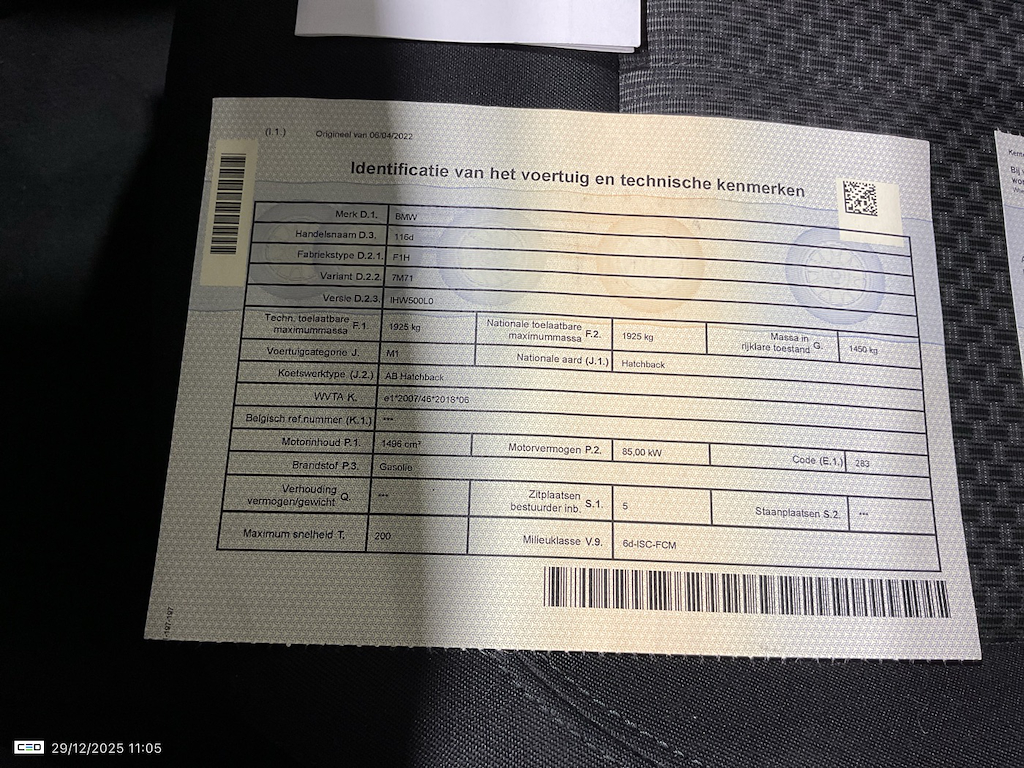 (I.1.) Origineel van 06/04/2022
Identificatie van het voertuig en technische kenmerken
Merk D.1. BMW
Handelsnaam D.3. 116d
Fabriekstype D.2.1. F1H
Variant D.2.2. 7M71
Versie D.2.3. IHW500L0
Techn. toelaatbare maximummassa F.1. 1925 kg Nationale toelaatbare maximummassa F.2. 1925 kg Massa in rijklare toestand G. 1450 kg
Voertuigcategorie J. M1 Nationale aard (J.1.) Hatchback
Koetswerktype (J.2.) AB Hatchback
WVTA K. e1*2007/46*2018*06
Belgisch ref.nummer (K.1.) ---
Motorinhoud P.1. 1496 cm³ Motorvermogen P.2. 85,00 kW Code (E.1.) 283
Brandstof P.3. Gasolie
Verhouding vermogen/gewicht Q. --- Zitplaatsen bestuurder inb. S.1. 5 Staanplaatsen S.2. ---
Maximum snelheid T. 200 Milieuklasse V.9. 6d-ISC-FCM
Bij
CEO 29/12/2025 11:05